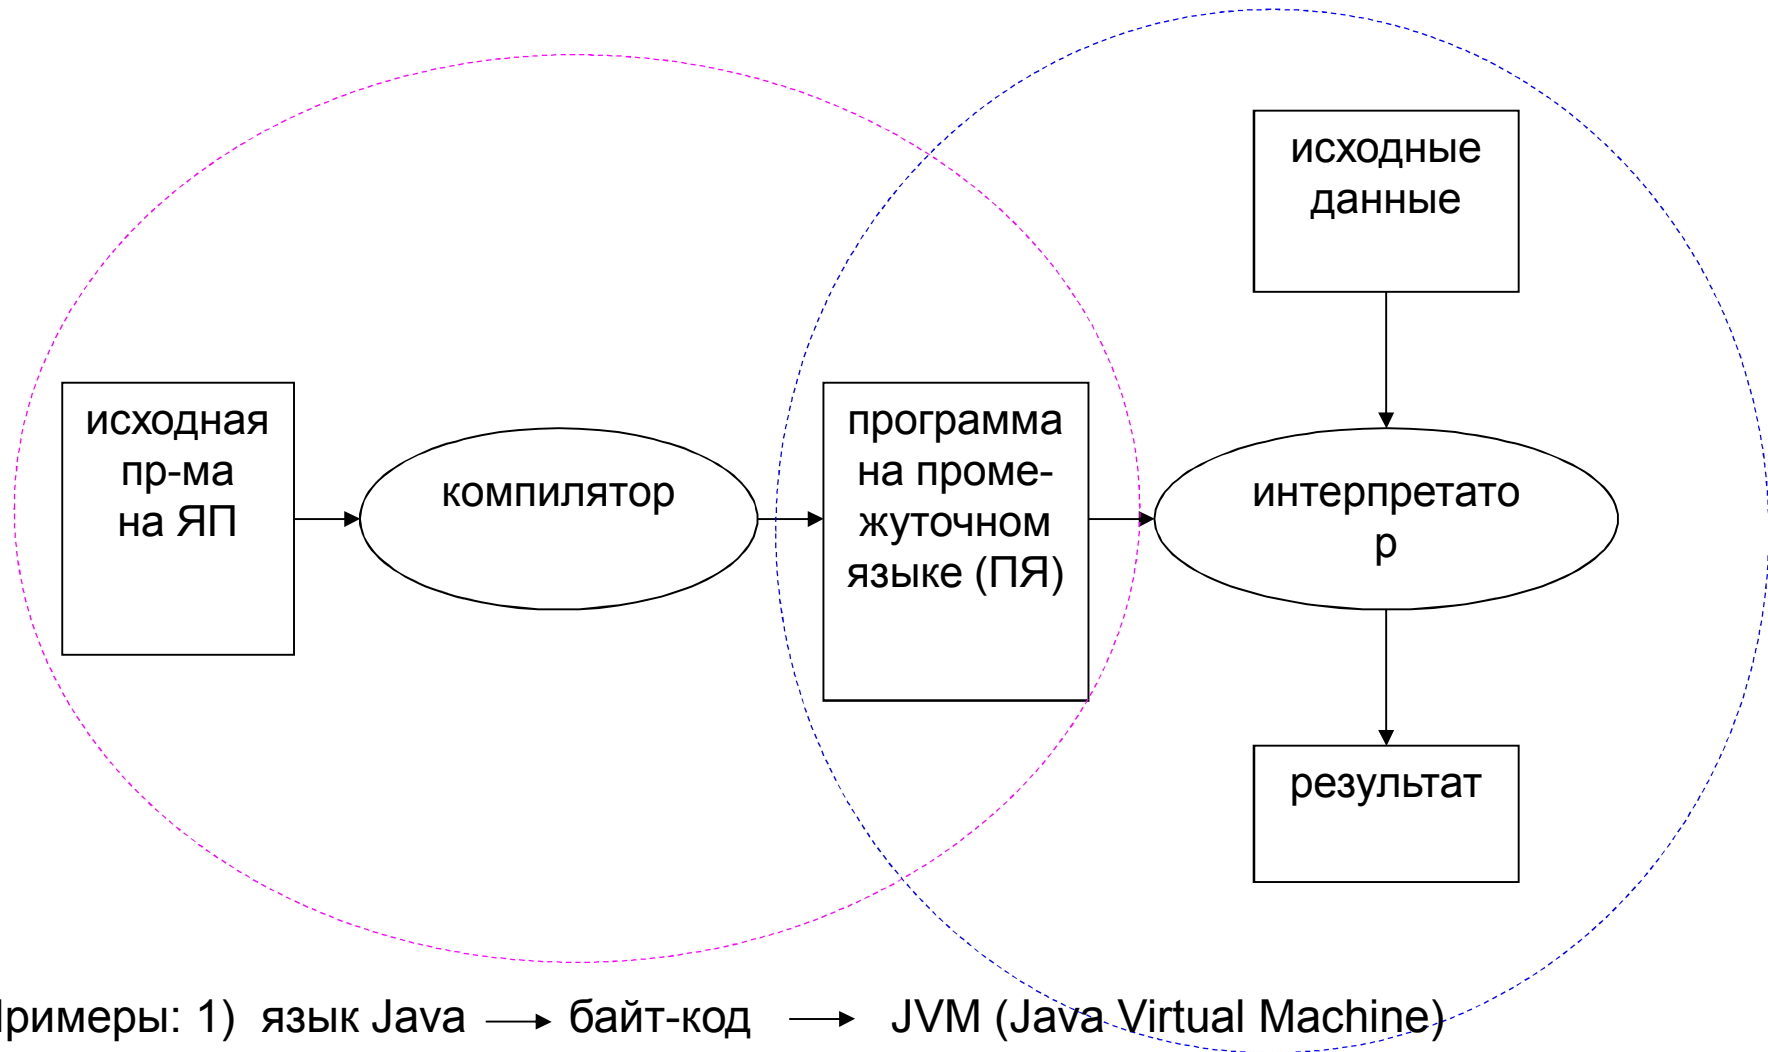 исходные
данные
исходная
пр-ма
на ЯП
компилятор
программа
на проме-
жуточном
языке (ПЯ)
интерпретато
р
результат
римеры: 1) язык Java → байт-код → JVM (Java Virtual Machine)